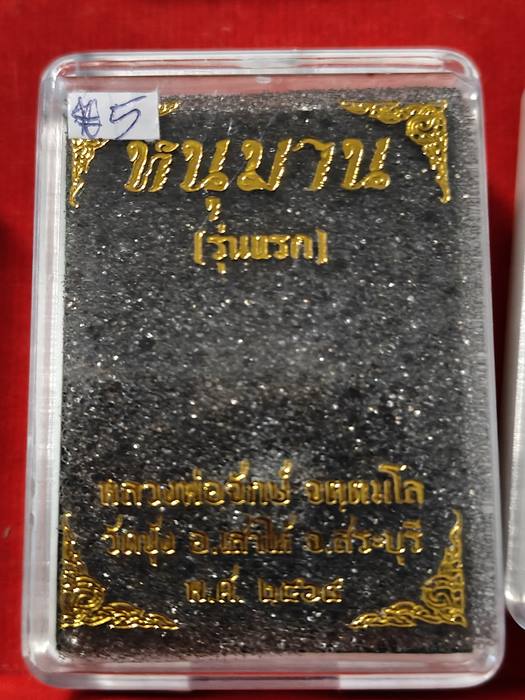 5
หนุมาน
(รุ่นแรก)
หลวงพ่อจักษ์ จตฺตมโล
วัดชุ้ง อ.เสาไห้ จ.สระบุรี
พ.ศ. ๒๕๖๕